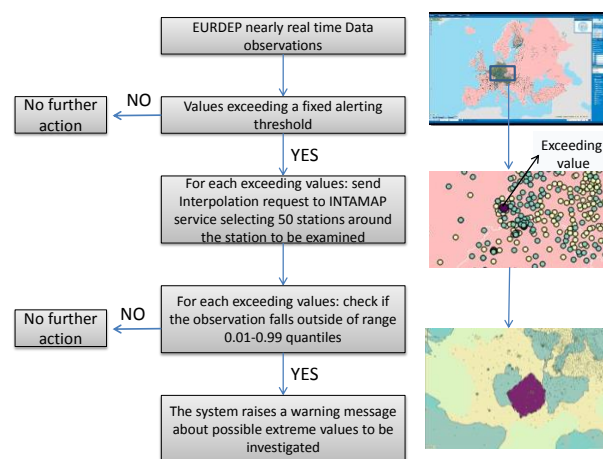 EURDEP nearly real time Data
observations
NO
No further
action
Values exceeding a fixed alerting
threshold
YES
Exceeding
value
For each exceeding values: send
Interpolation request to INTAMAP
service selecting 50 stations around
the station to be examined
NO
No further
action
For each exceeding values: check if
the observation falls outside of range
0.01-0.99 quantiles
YES
The system raises a warning message
about possible extreme values to be
investigated